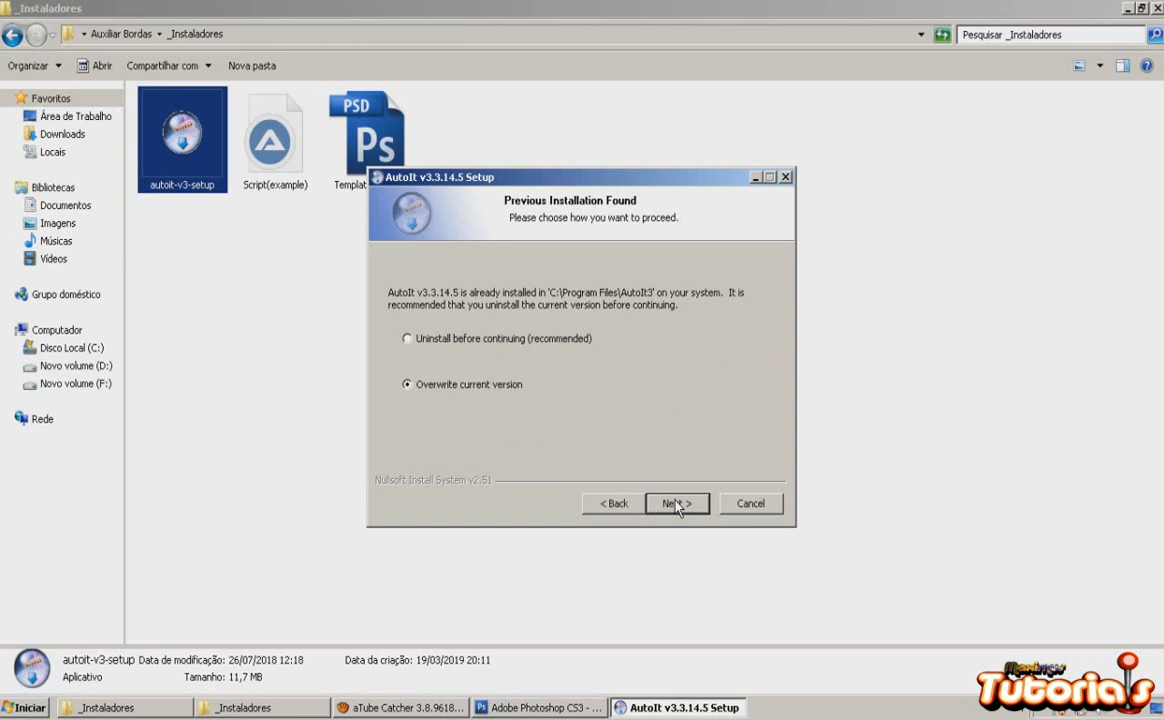 _Instaladores
Auxiliar Bordas
_Instaladores
Pesquisar _Instaladores
Organizar
Abrir
Compartilhar com
Nova pasta
Favoritos
Área de Trabalho
Downloads
Locais
Bibliotecas
Documentos
Imagens
Músicas
Vídeos
Grupo doméstico
Computador
Disco Local (C:)
Novo volume (D:)
Novo volume (F:)
Rede
PSD
Ps
autoit-v3-setup
Script(example)
Templat
AutoIt v3.3.14.5 Setup
Previous Installation Found
Please choose how you want to proceed.
AutoIt v3.3.14.5 is already installed in 'C:\Program Files\AutoIt3' on your system. It is
recommended that you uninstall the current version before continuing.
Uninstall before continuing (recommended)
Overwrite current version
Nullsoft Install System v2.51
< Back
Next >
Cancel
autoit-v3-setup Data de modificação: 26/07/2018 12:18
Data da criação: 19/03/2019 20:11
Aplicativo
Tamanho: 11,7 MB
Iniciar
_Instaladores
_Instaladores
aTube Catcher 3.8.9618...
Adobe Photoshop CS3 - ...
AutoIt v3.3.14.5 Setup
Tutoria's